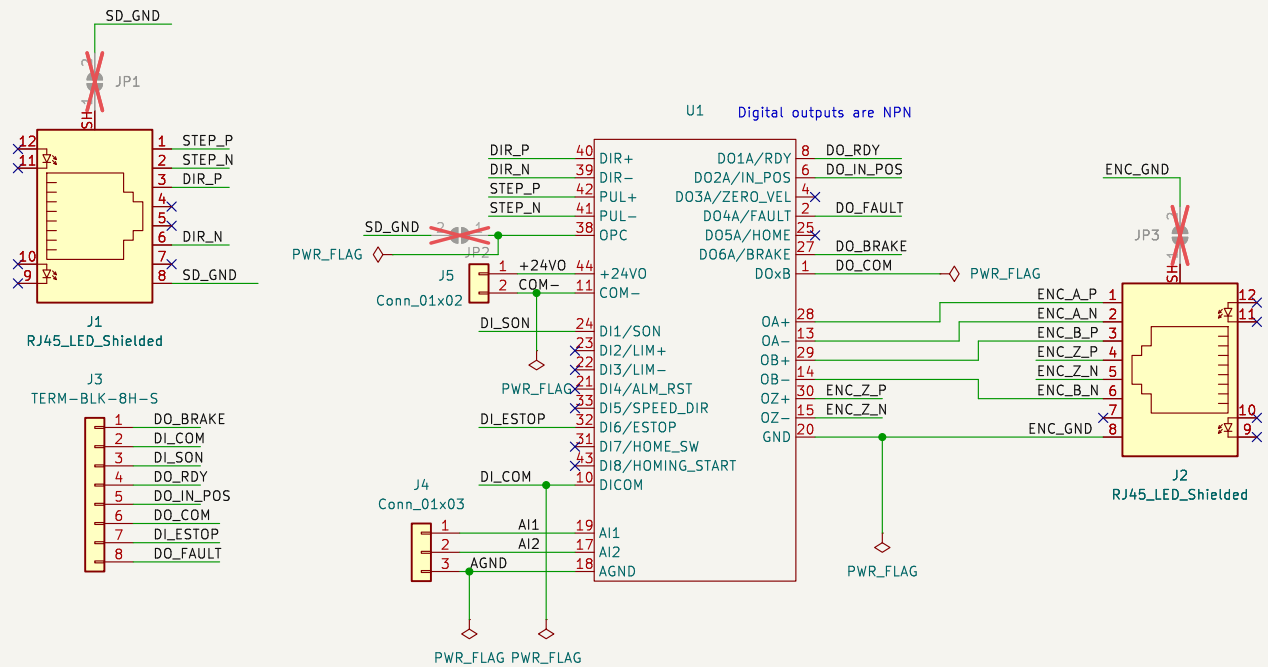 SD_GND
2
JP1
1
SH
12
11
10
9
1 STEP_P
2 STEP_N
3 DIR_P
4
5
6 DIR_N
7
8 SD_GND
J1
RJ45_LED_Shielded
J3
TERM-BLK-8H-S
1 DO_BRAKE
2 DI_COM
3 DI_SON
4 DO_RDY
5 DO_IN_POS
6 DO_COM
7 DI_ESTOP
8 DO_FAULT
U1
Digital outputs are NPN
DIR_P 40 DIR+
DIR_N 39 DIR-
STEP_P 42 PUL+
STEP_N 41 PUL-
SD_GND 2 1 38 OPC
JP2
PWR_FLAG
J5
Conn_01x02
1 +24VO 44 +24VO
2 COM- 11 COM-
DI_SON 24 DI1/SON
23 DI2/LIM+
22 DI3/LIM-
PWR_FLAG
21 DI4/ALM_RST
33 DI5/SPEED_DIR
DI_ESTOP 32 DI6/ESTOP
31 DI7/HOME_SW
43 DI8/HOMING_START
DI_COM 10 DICOM
J4
Conn_01x03
1 AI1 19 AI1
2 AI2 17 AI2
3 AGND 18 AGND
PWR_FLAG PWR_FLAG
DO1A/RDY 8 DO_RDY
DO2A/IN_POS 6 DO_IN_POS
DO3A/ZERO_VEL 4
DO4A/FAULT 2 DO_FAULT
DO5A/HOME 25
DO6A/BRAKE 27 DO_BRAKE
DOxB 1 DO_COM PWR_FLAG
OA+ 28
OA- 13
OB+ 29
OB- 14
OZ+ 30 ENC_Z_P
OZ- 15 ENC_Z_N
GND 20
PWR_FLAG
ENC_GND
2
JP3
1
SH
ENC_A_P 1
ENC_A_N 2
ENC_B_P 3
ENC_Z_P 4
ENC_Z_N 5
ENC_B_N 6
7
ENC_GND 8
12
11
10
9
J2
RJ45_LED_Shielded